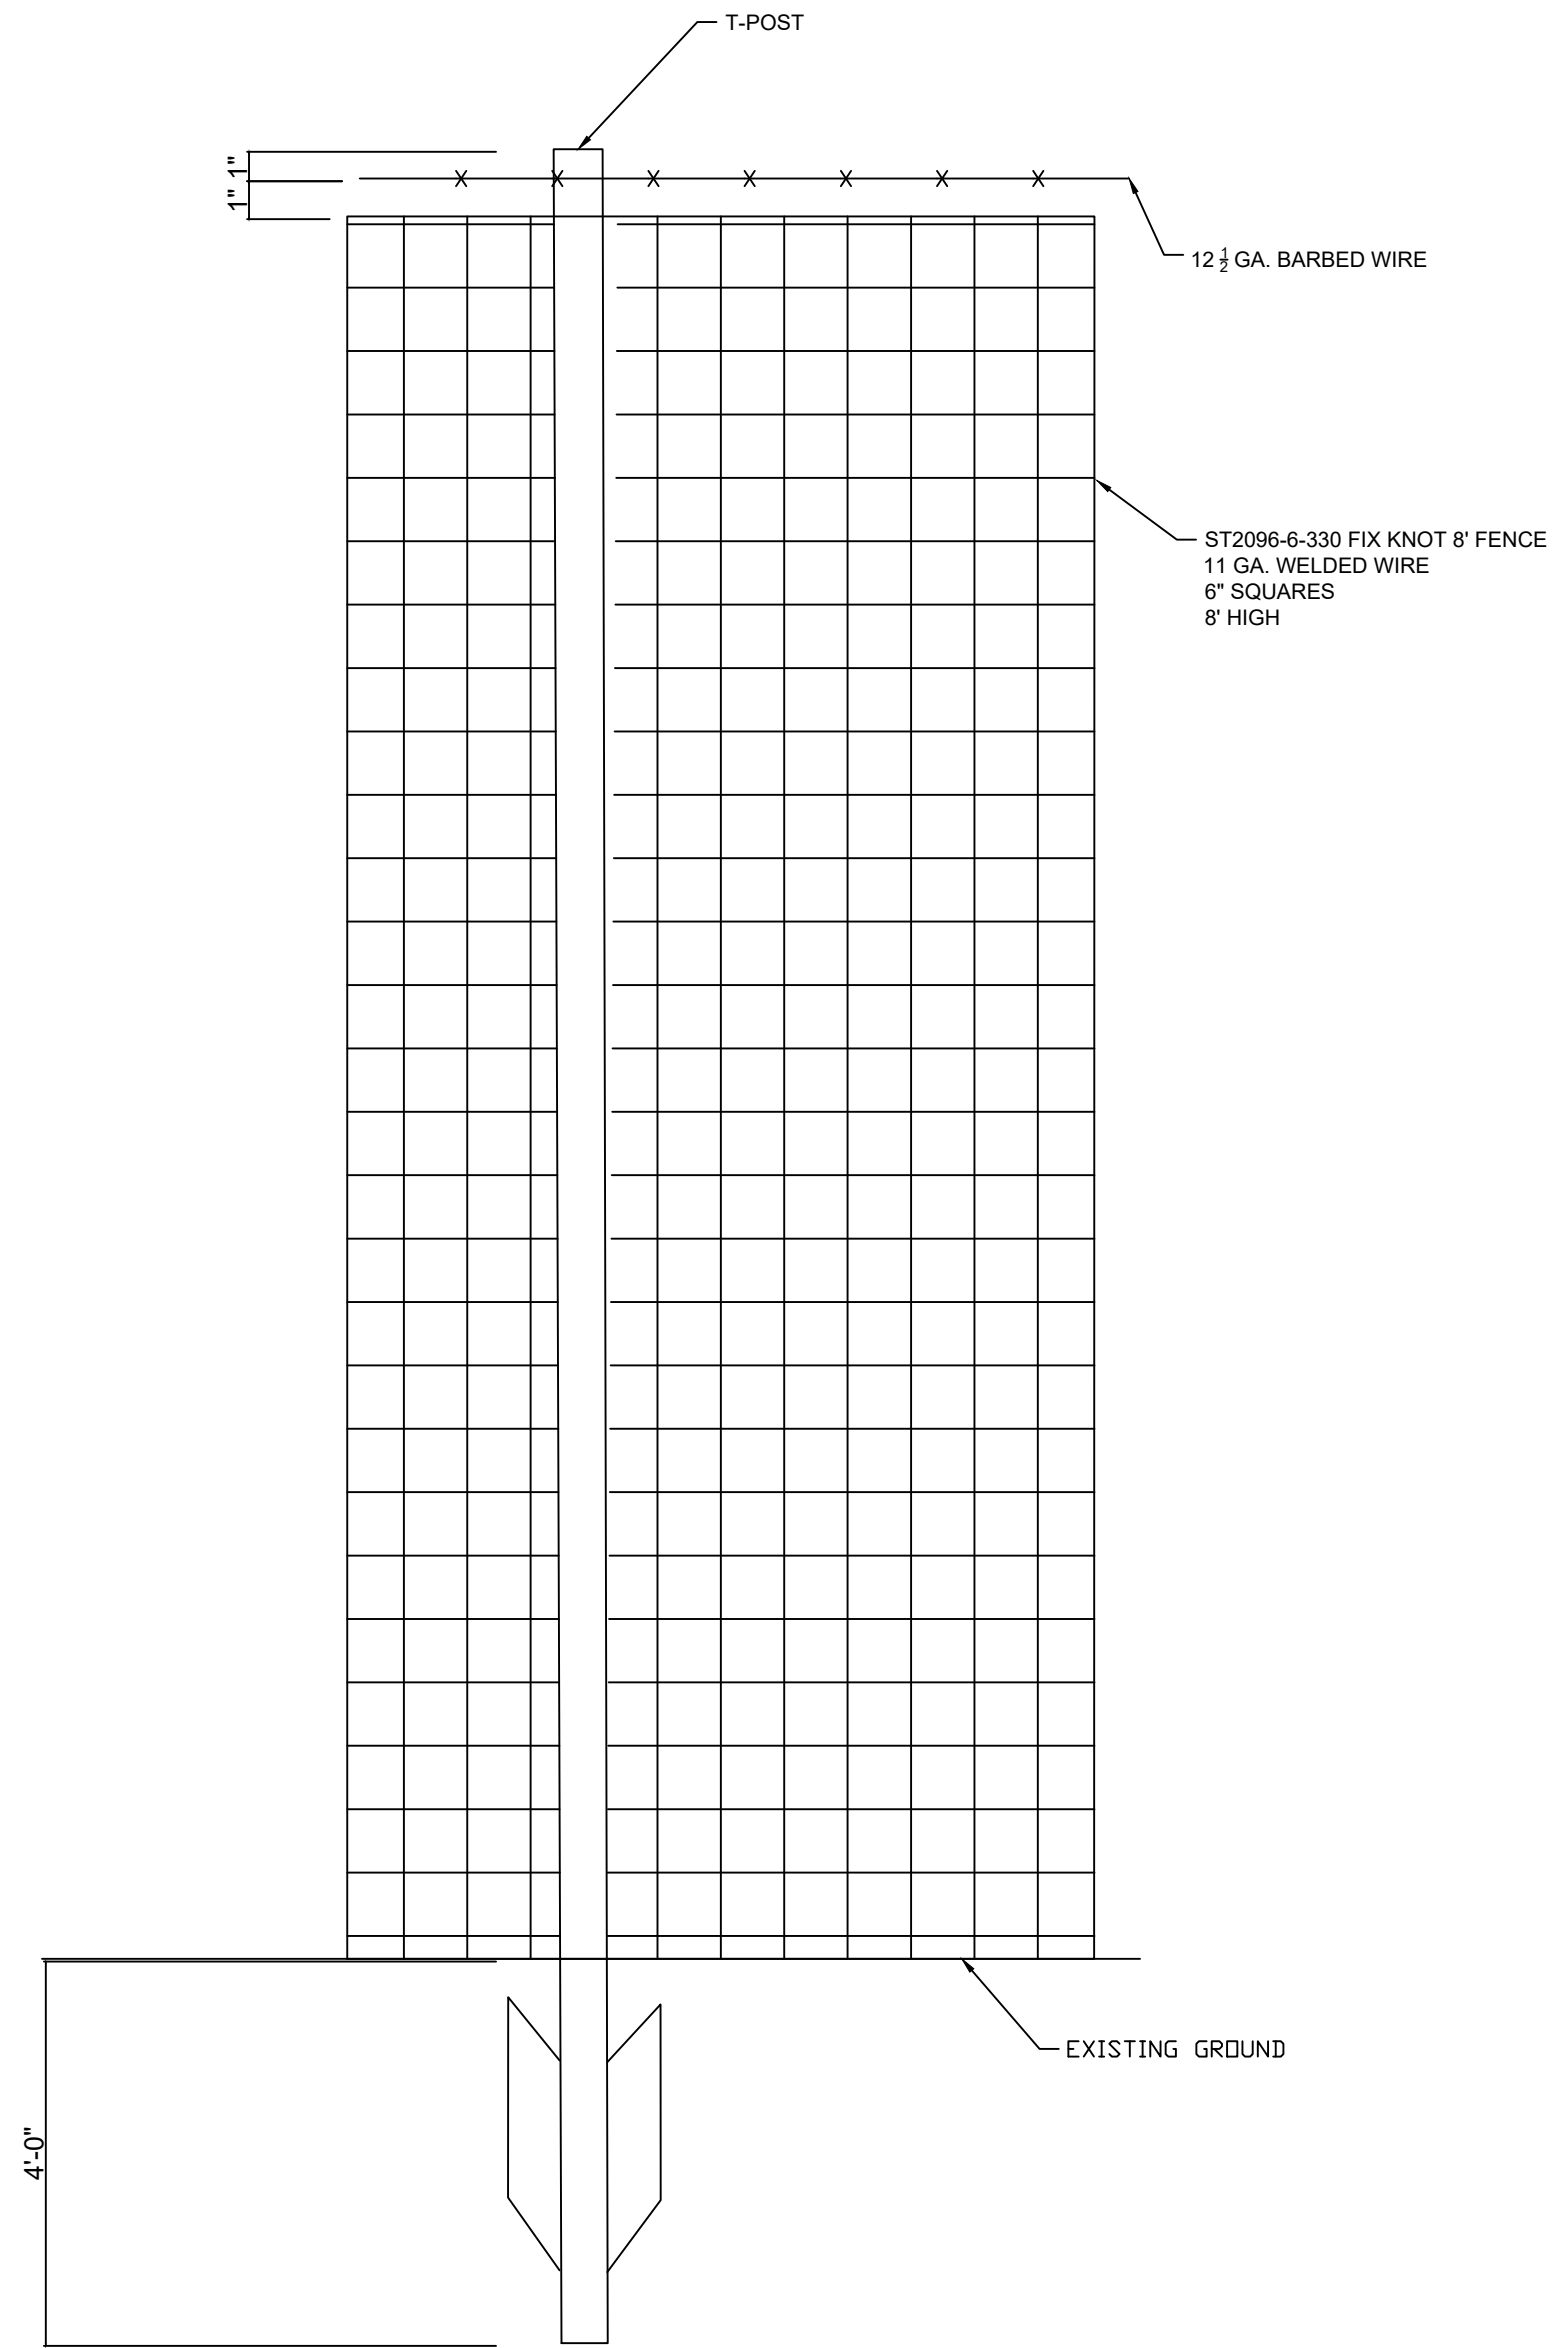 T-POST
1"
1"
12 ½ GA. BARBED WIRE
ST2096-6-330 FIX KNOT 8' FENCE
11 GA. WELDED WIRE
6" SQUARES
8' HIGH
EXISTING GROUND
4'-0"